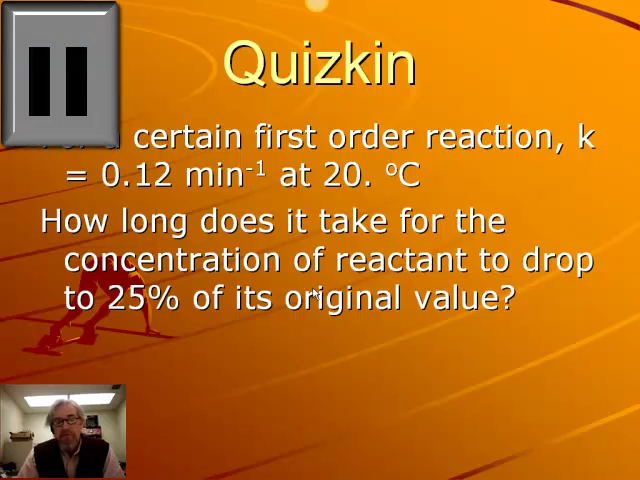 Quizkin
a certain first order reaction, k
= 0.12 min⁻¹ at 20. ºC
How long does it take for the
concentration of reactant to drop
to 25% of its original value?